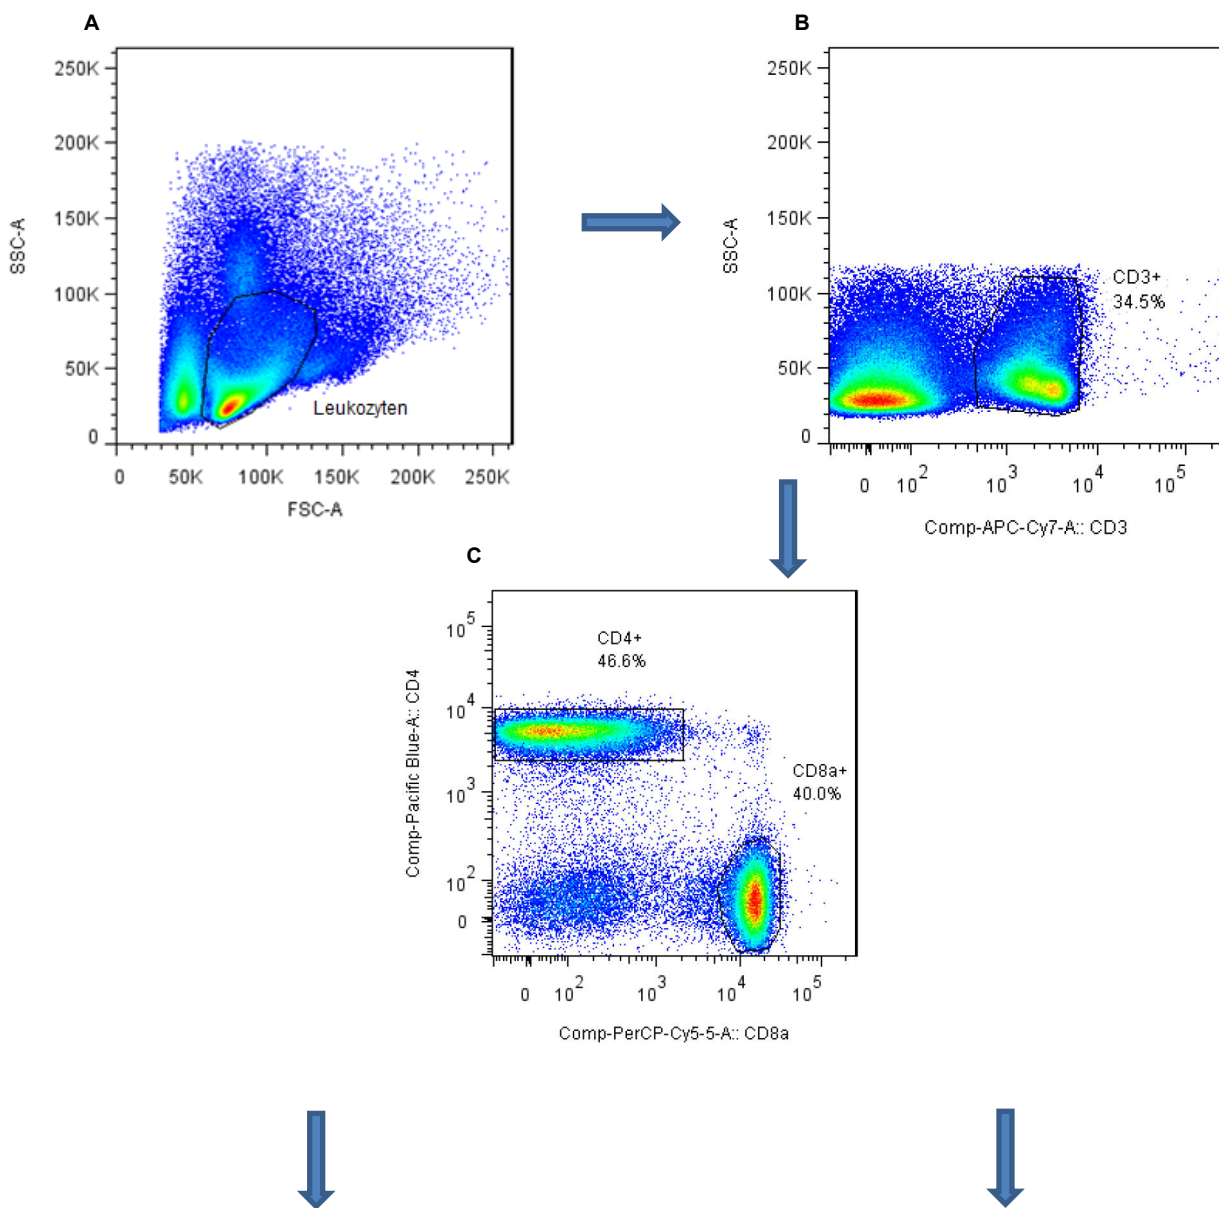 A
250K
200K
150K
100K
50K
0
SSC-A
Leukozyten
0
50K
100K
150K
200K
250K
FSC-A
B
250K
200K
150K
100K
50K
0
SSC-A
CD3+
34.5%
0
10^2
10^3
10^4
10^5
Comp-APC-Cy7-A:: CD3
C
10^5
10^4
10^3
10^2
0
Comp-Pacific Blue-A:: CD4
CD4+
46.6%
CD8a+
40.0%
0
10^2
10^3
10^4
10^5
Comp-PerCP-Cy5-5-A:: CD8a